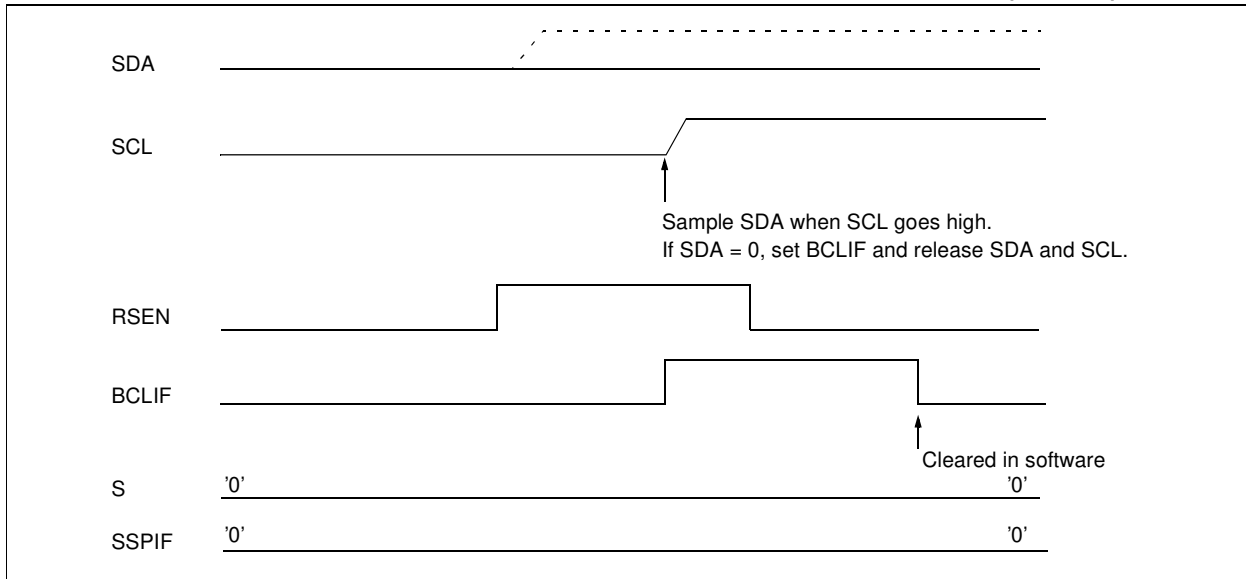 SDA
SCL
Sample SDA when SCL goes high.
If SDA = 0, set BCLIF and release SDA and SCL.
RSEN
BCLIF
Cleared in software
S '0' '0'
SSPIF '0' '0'